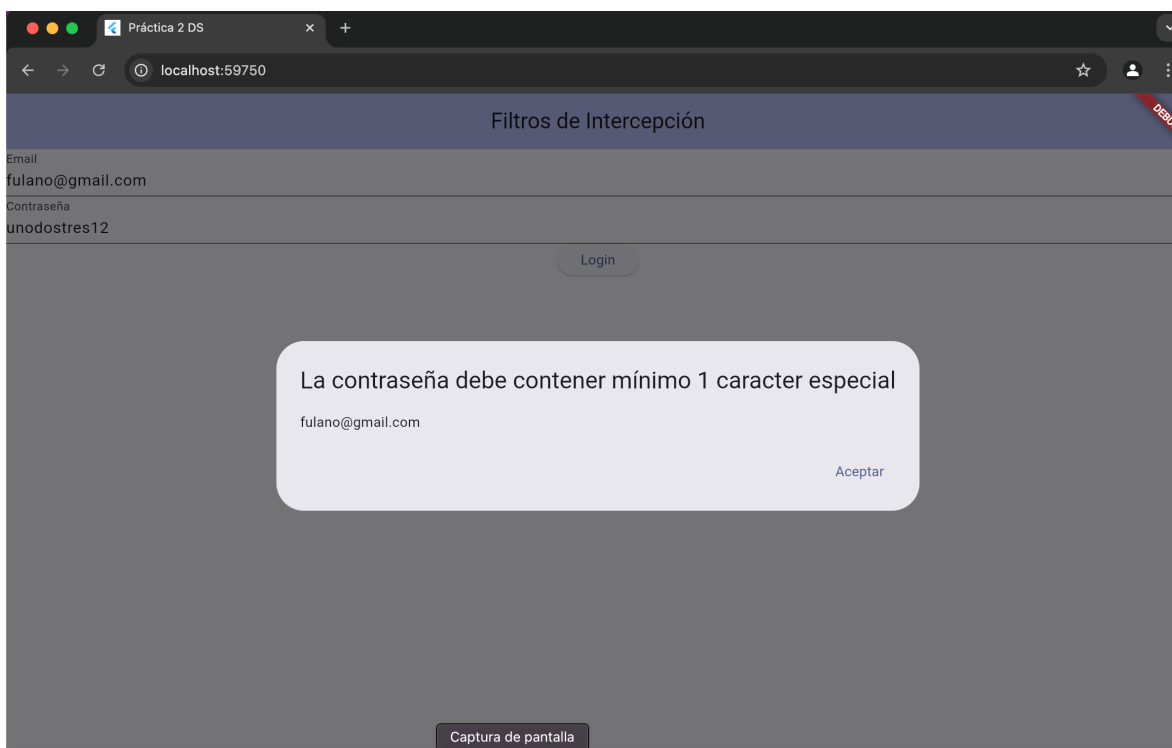 Práctica 2 DS
localhost:59750
Filtros de Intercepción
Email
fulano@gmail.com
Contraseña
unodostres12
Login
La contraseña debe contener mínimo 1 caracter especial
fulano@gmail.com
Aceptar
Captura de pantalla